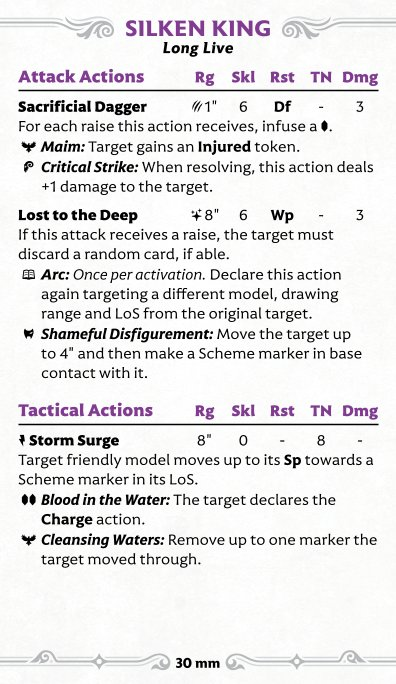 SILKEN KING
Long Live
Attack Actions Rg Skl Rst TN Dmg
Sacrificial Dagger 1" 6 Df - 3
For each raise this action receives, infuse a .
Maim: Target gains an Injured token.
Critical Strike: When resolving, this action deals
+1 damage to the target.
Lost to the Deep 8" 6 Wp - 3
If this attack receives a raise, the target must
discard a random card, if able.
Arc: Once per activation. Declare this action
again targeting a different model, drawing
range and LoS from the original target.
Shameful Disfigurement: Move the target up
to 4" and then make a Scheme marker in base
contact with it.
Tactical Actions Rg Skl Rst TN Dmg
Storm Surge 8" 0 - 8 -
Target friendly model moves up to its Sp towards a
Scheme marker in its LoS.
Blood in the Water: The target declares the
Charge action.
Cleansing Waters: Remove up to one marker the
target moved through.
30 mm